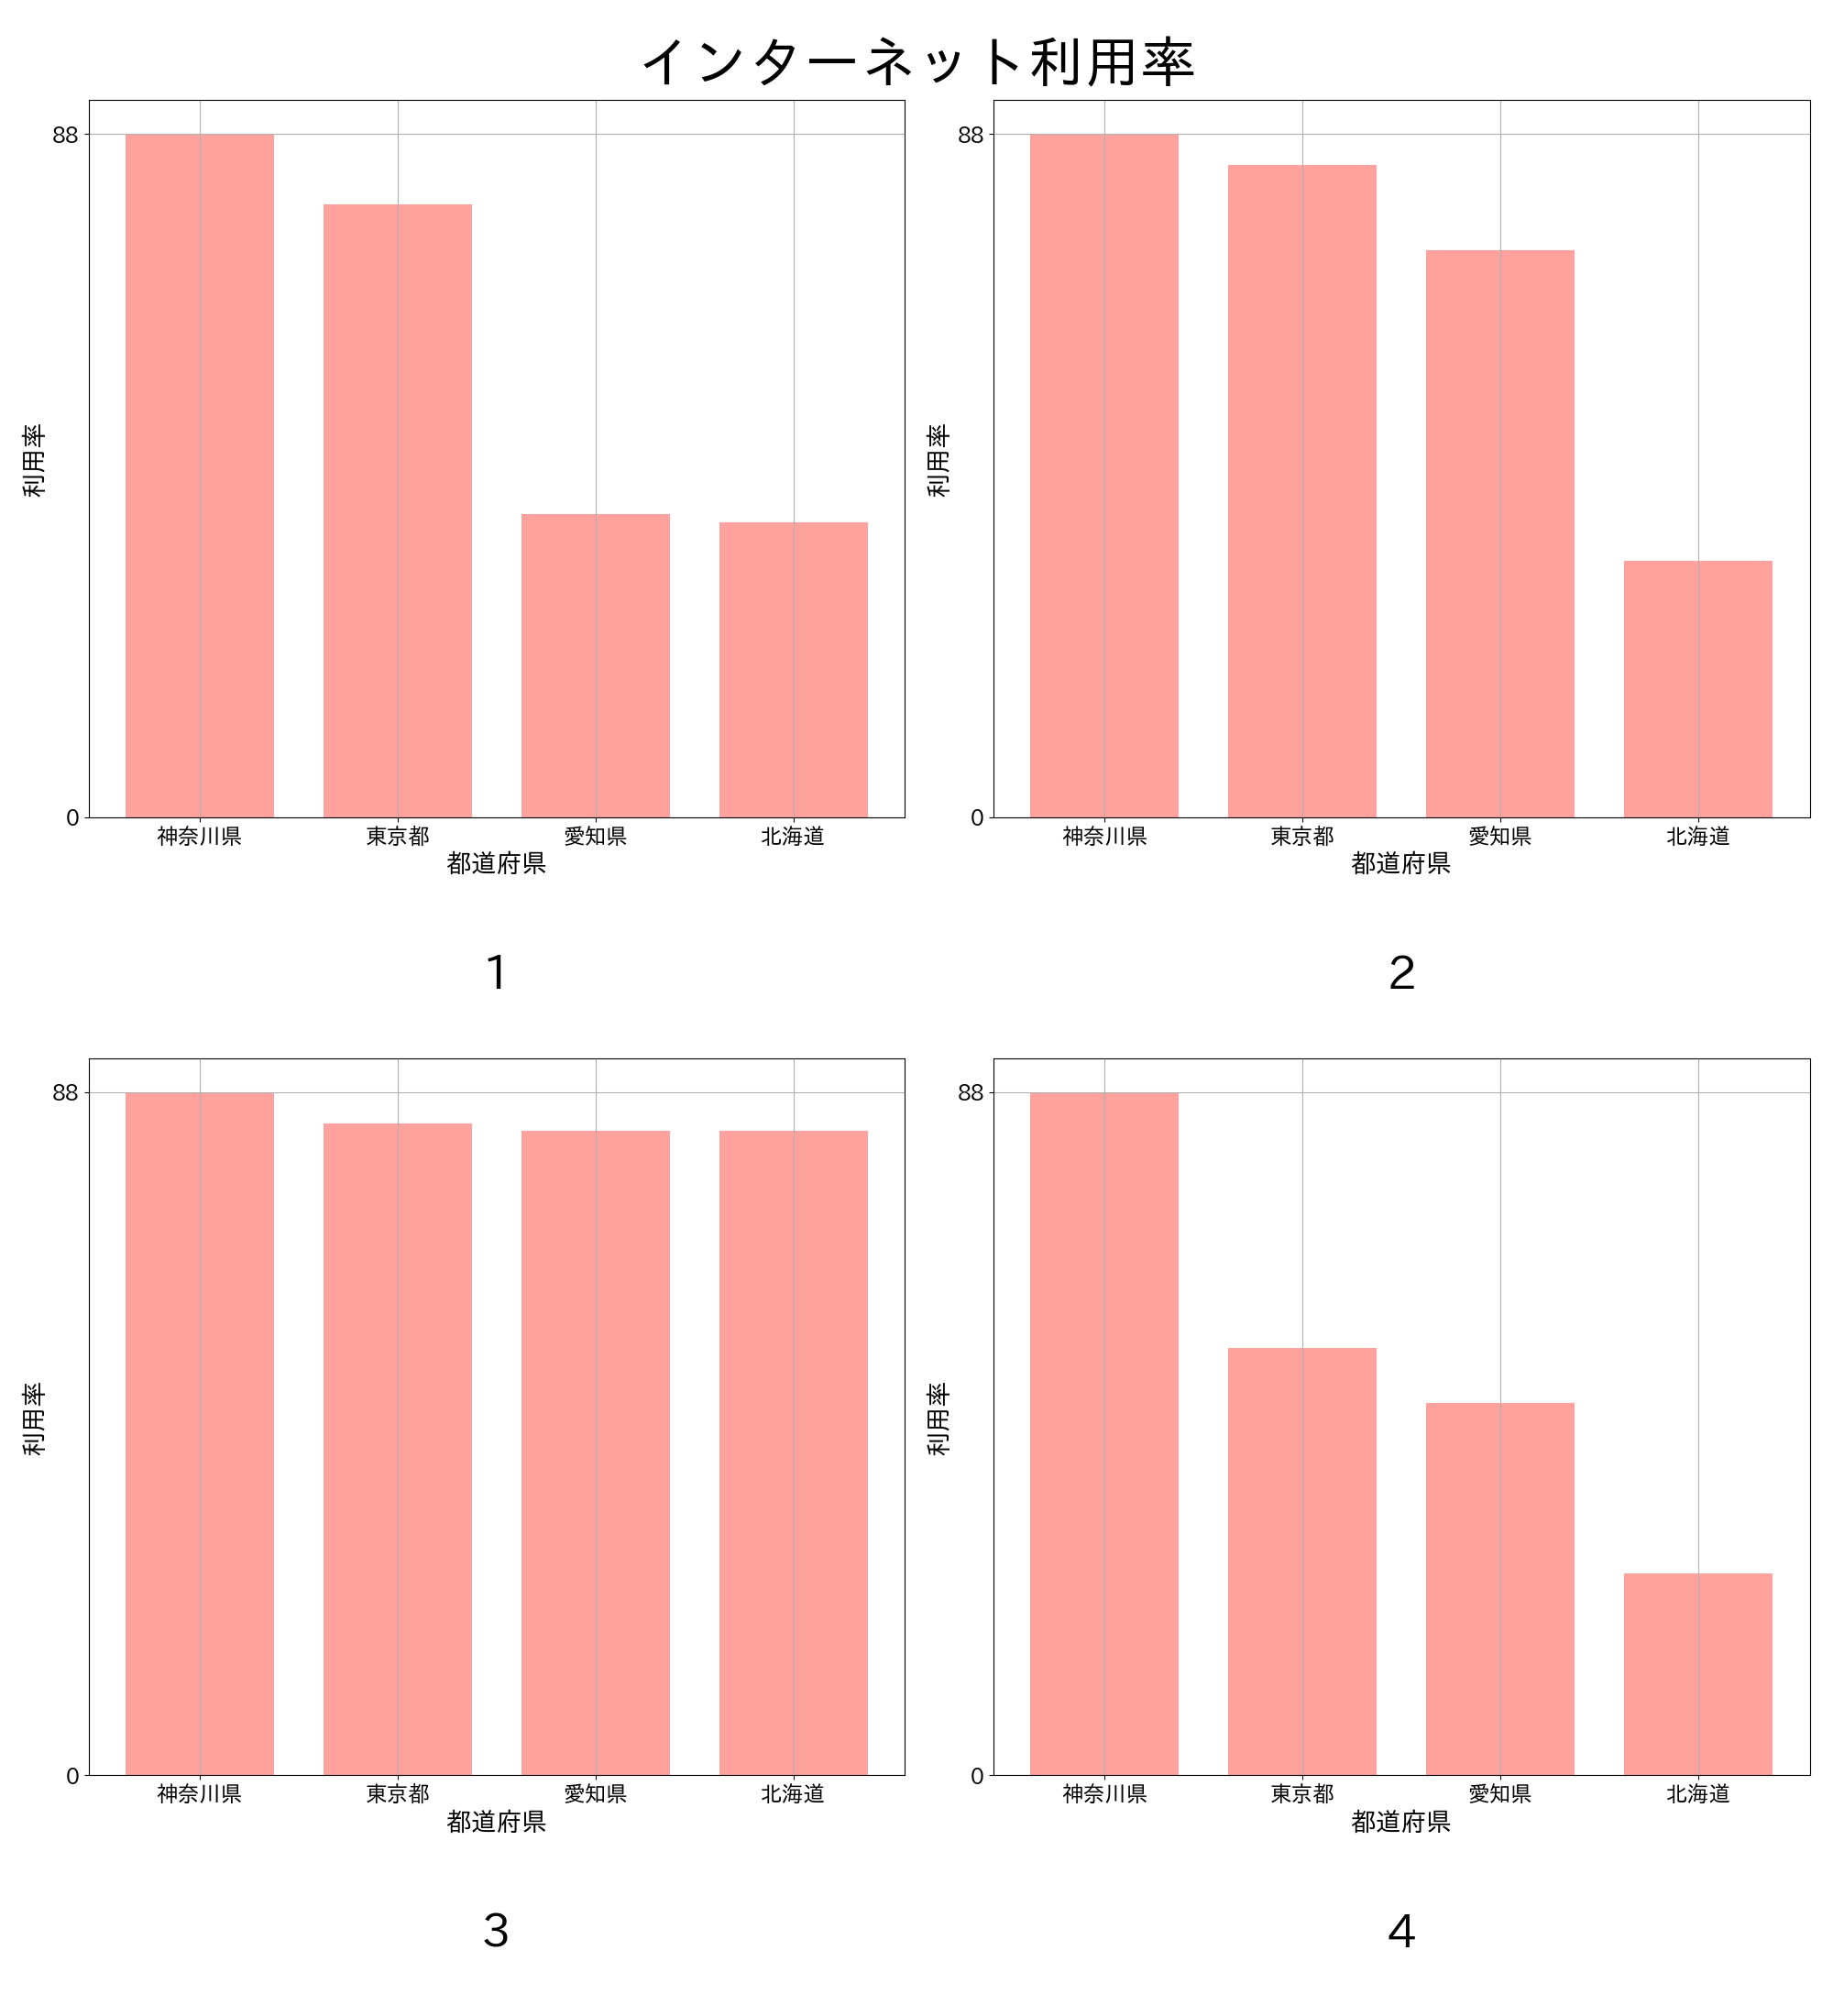 インターネット利用率
88
0
利用率
神奈川県 東京都 愛知県 北海道
都道府県
1
88
0
利用率
神奈川県 東京都 愛知県 北海道
都道府県
2
88
0
利用率
神奈川県 東京都 愛知県 北海道
都道府県
3
88
0
利用率
神奈川県 東京都 愛知県 北海道
都道府県
4